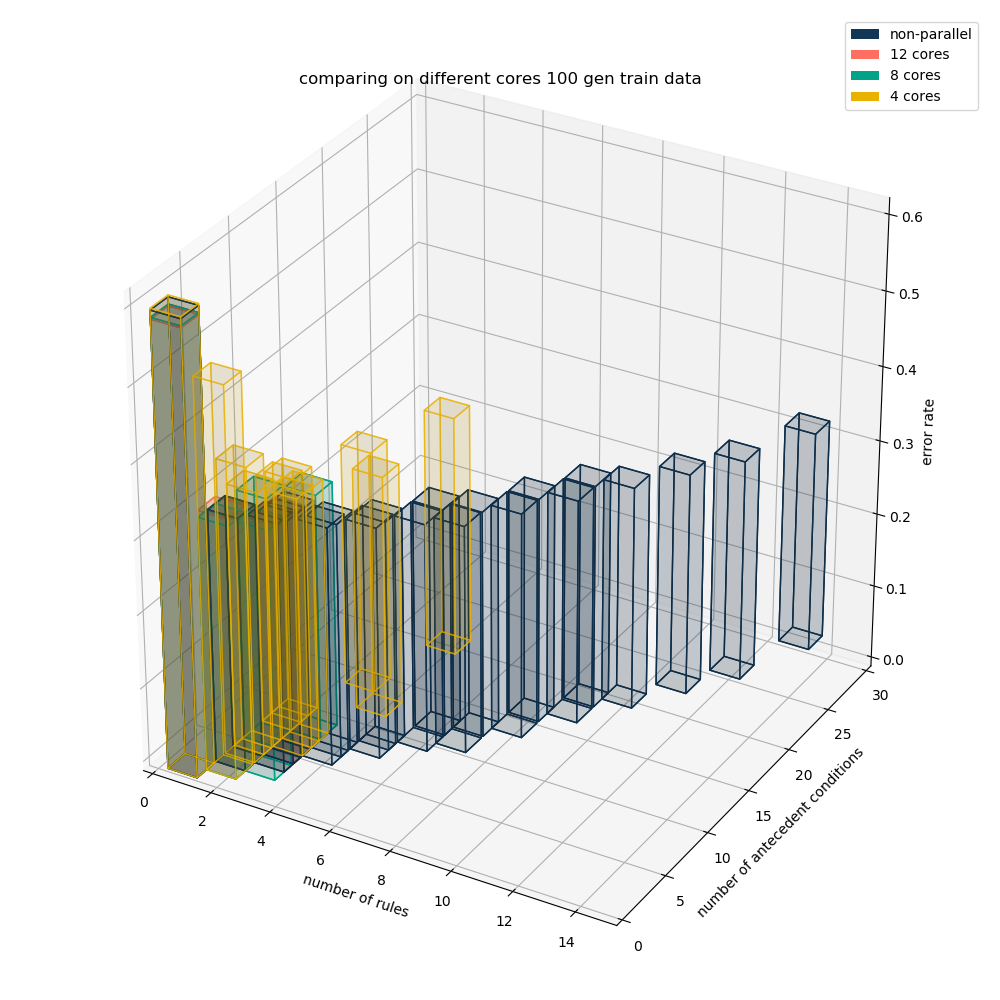 non-parallel
12 cores
8 cores
4 cores
comparing on different cores 100 gen train data
0.6
0.5
0.4
0.3
0.2
0.1
0.0
error rate
30
25
20
15
10
5
0
number of antecedent conditions
0
2
4
6
8
10
12
14
number of rules